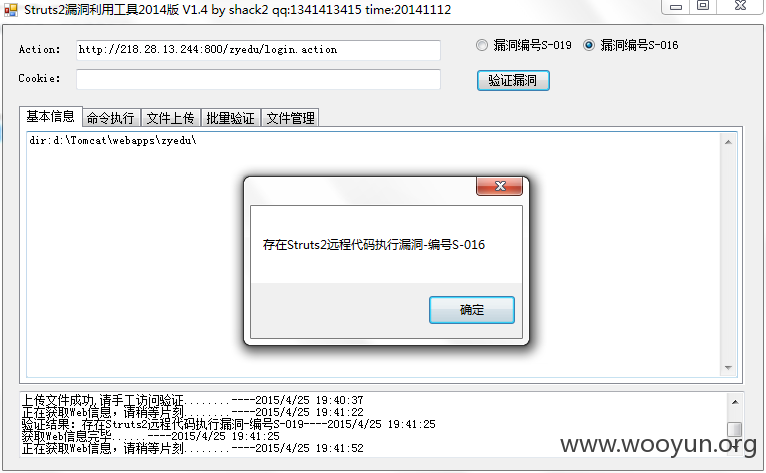 Struts2漏洞利用工具2014版 V1.4 by shack2 qq:1341413415 time:20141112
Action: http://218.28.13.244:800/zyedu/login.action 漏洞编号S-019 漏洞编号S-016
Cookie: 验证漏洞
基本信息 命令执行 文件上传 批量验证 文件管理
dir:d:\Tomcat\webapps\zyedu\
存在Struts2远程代码执行漏洞-编号S-016
确定
上传文件成功,请手工访问验证........----2015/4/25 19:40:37
正在获取Web信息，请稍等片刻........----2015/4/25 19:41:22
验证结果：存在Struts2远程代码执行漏洞-编号S-019----2015/4/25 19:41:25
获取Web信息完毕......----2015/4/25 19:41:25
正在获取Web信息，请稍等片刻........----2015/4/25 19:41:52
www.wooyun.org